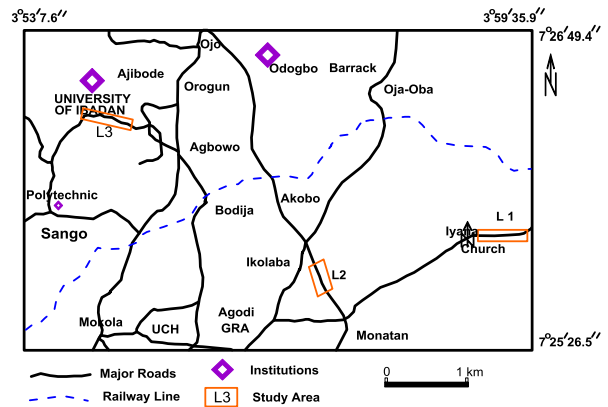 3°53′7.6″
3°59′35.9″
7°26′49.4″
Ojo
Ajibode
Odogbo
Barrack
N
Orogun
Oja-Oba
UNIVERSITY
OF IBADAN
L3
Agbowo
Polytechnic
Akobo
Bodija
L 1
Sango
Iyana
Church
Ikolaba
L2
Agodi
GRA
Mokola
UCH
Monatan
7°25′26.5″
Major Roads
Institutions
0
1 km
Railway Line
L3
Study Area